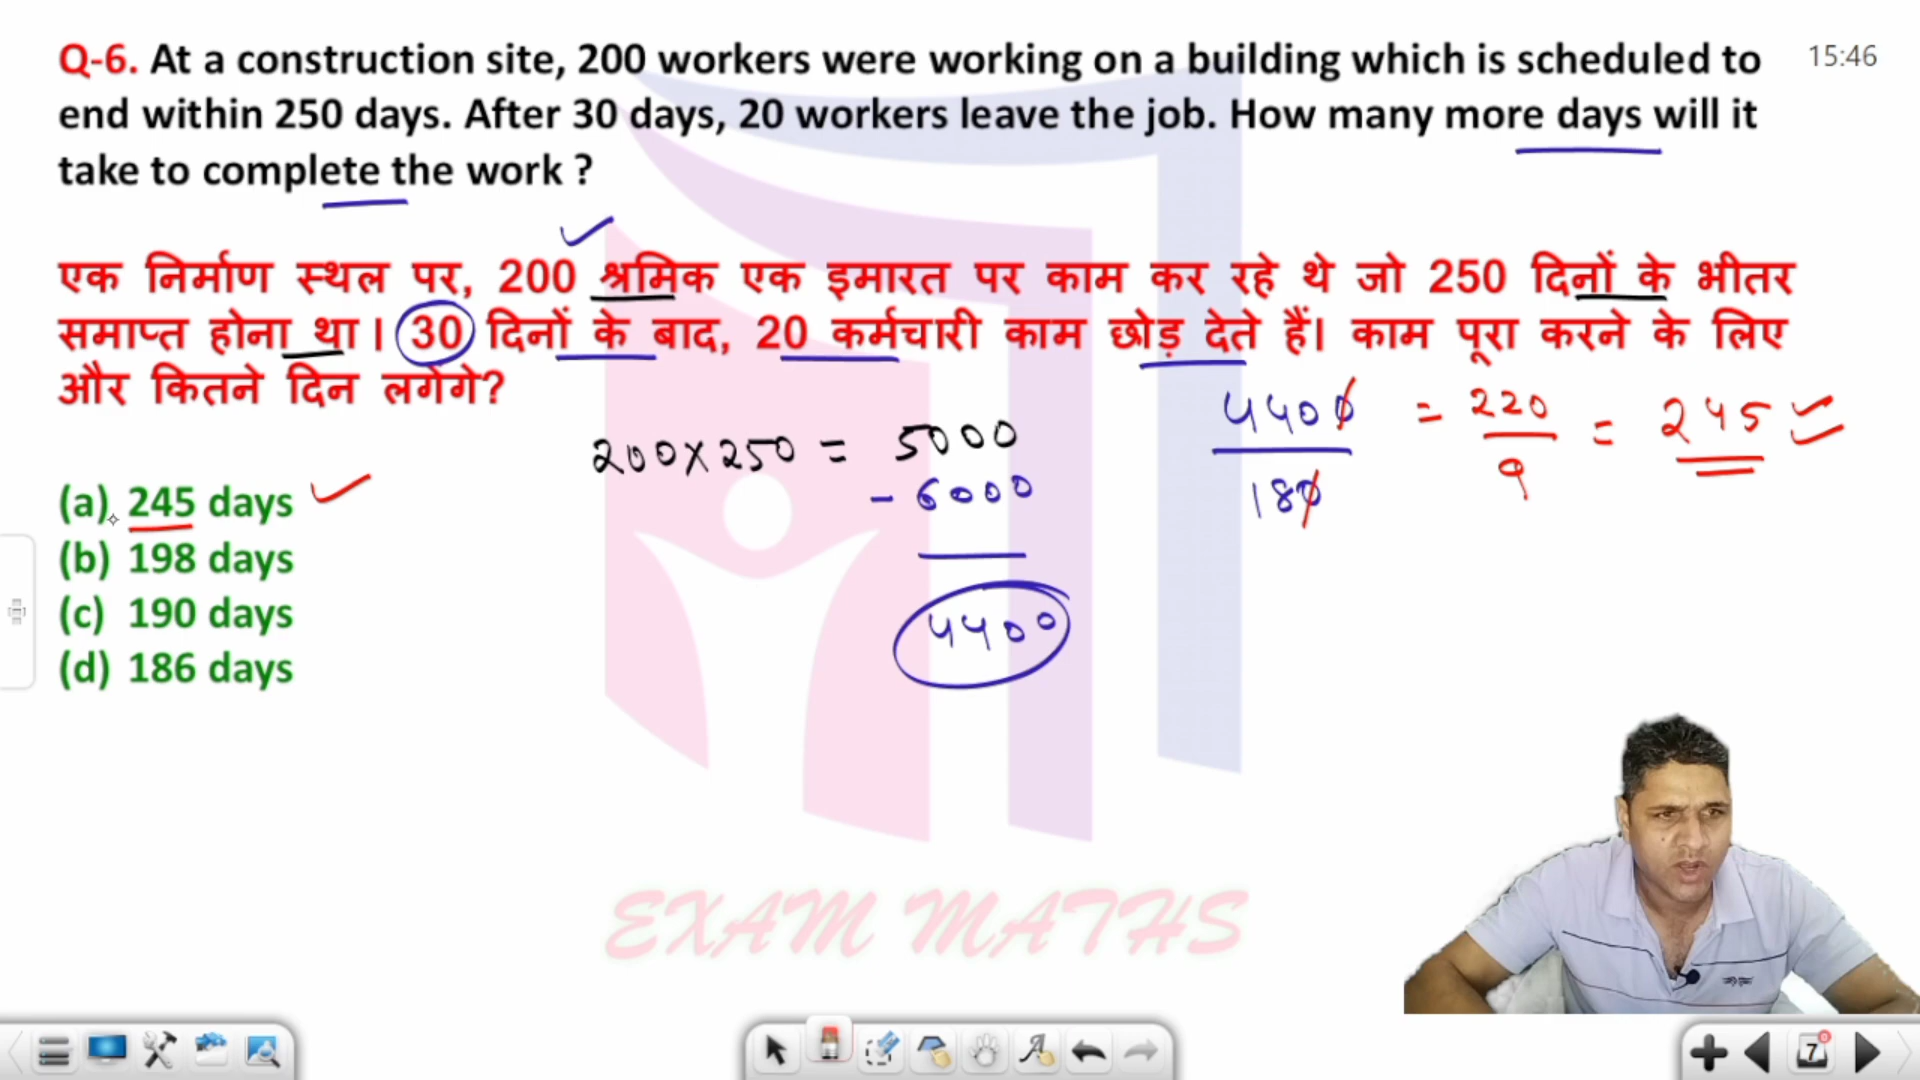 Q-6. At a construction site, 200 workers were working on a building which is scheduled to
15:46
end within 250 days. After 30 days, 20 workers leave the job. How many more days will it
take to complete the work ?
एक निर्माण स्थल पर, 200 श्रमिक एक इमारत पर काम कर रहे थे जो 250 दिनों के भीतर
समाप्त होना था। 30 दिनों के बाद, 20 कर्मचारी काम छोड़ देते हैं। काम पूरा करने के लिए
और कितने दिन लगेंगे?
200×250 = 5000
- 6000
4400
4400/180 = 220/9 = 245
(a) 245 days
(b) 198 days
(c) 190 days
(d) 186 days
EXAM MATHS
7